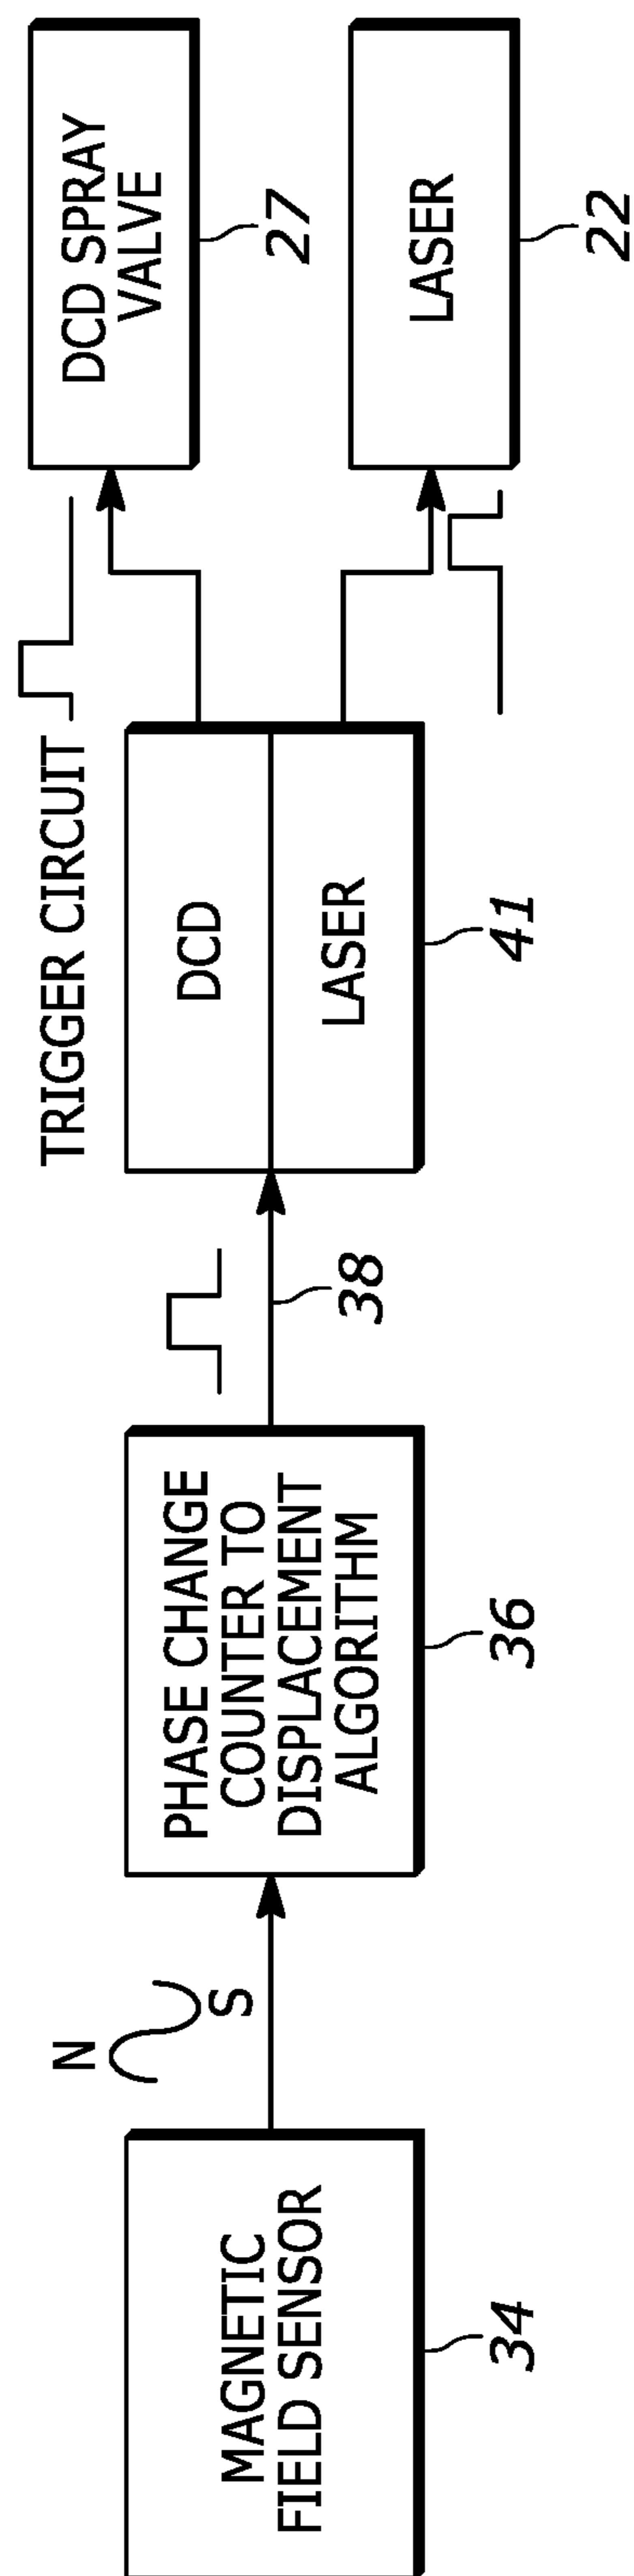 MAGNETIC
FIELD SENSOR
34
N
S
PHASE CHANGE
COUNTER TO
DISPLACEMENT
ALGORITHM
36
38
TRIGGER CIRCUIT
DCD
LASER
41
DCD SPRAY
VALVE
27
LASER
22